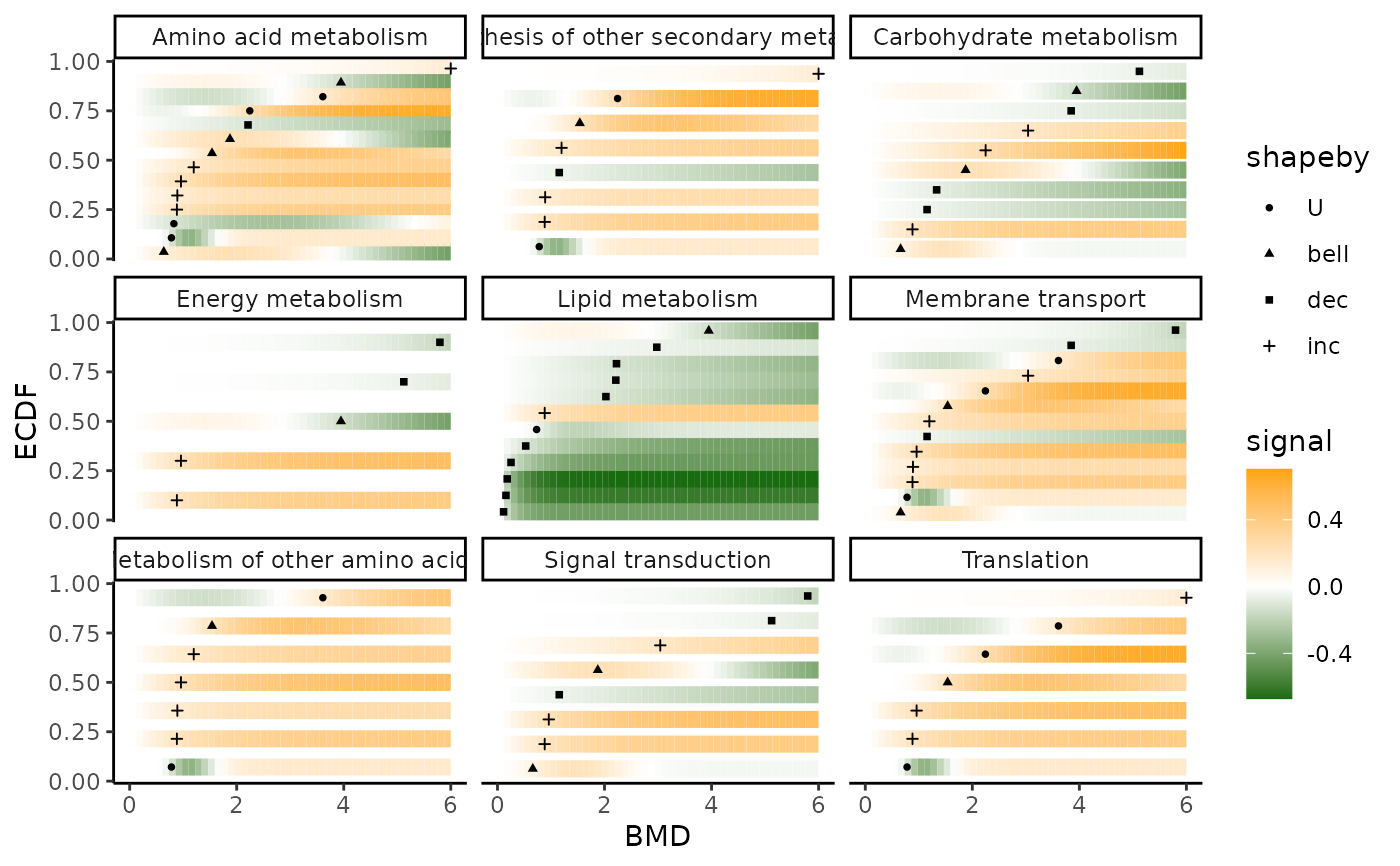 Amino acid metabolism
hesis of other secondary meta
Carbohydrate metabolism
1.00
0.75
0.50
0.25
0.00
Energy metabolism
Lipid metabolism
Membrane transport
1.00
0.75
0.50
0.25
0.00
etabolism of other amino acid
Signal transduction
Translation
1.00
0.75
0.50
0.25
0.00
0 2 4 6
0 2 4 6
0 2 4 6
ECDF
BMD
shapeby
U
bell
dec
inc
signal
0.4
0.0
-0.4